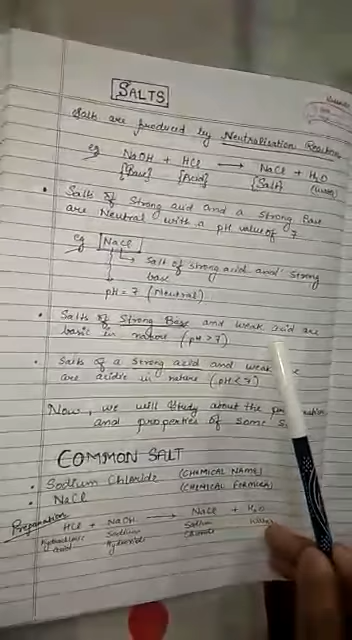 SALTS
Salts are produced by Neutralisation Reaction
eg NaOH + HCl → NaCl + H₂O
[Base] [Acid] [Salt] (Water)
• Salts of Strong acid and a strong Base
are Neutral with a pH value of 7
eg NaCl
→ Salt of strong acid and strong
base
pH = 7 (Neutral)
• Salts of Strong Base and weak acid are
basic in nature (pH > 7)
• Salts of a strong acid and weak
are acidic in nature (pH < 7)
Now, we will study about the
and properties of some
COMMON SALT
• Sodium Chloride (CHEMICAL NAME)
• NaCl (CHEMICAL FORMULA)
Preparation
HCl + NaOH → NaCl + H₂O
Hydrochloric Sodium Sodium Water
Acid Hydroxide Chloride